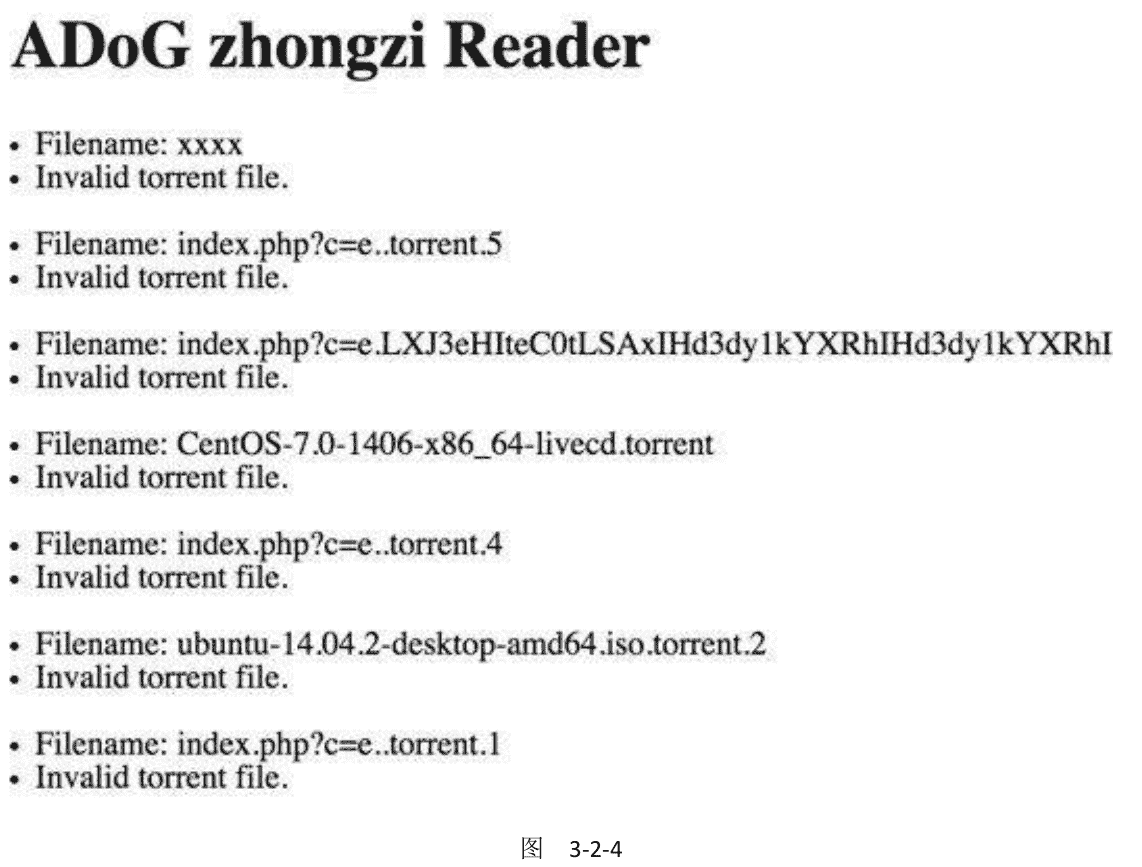 ADoG zhongzi Reader
• Filename: xxxx
• Invalid torrent file.
• Filename: index.php?c=e..torrent.5
• Invalid torrent file.
• Filename: index.php?c=e.LXJ3eHIteC0tLSAxIHd3dy1kYXRhIHd3dy1kYXRhI
• Invalid torrent file.
• Filename: CentOS-7.0-1406-x86_64-livecd.torrent
• Invalid torrent file.
• Filename: index.php?c=e..torrent.4
• Invalid torrent file.
• Filename: ubuntu-14.04.2-desktop-amd64.iso.torrent.2
• Invalid torrent file.
• Filename: index.php?c=e..torrent.1
• Invalid torrent file.
图 3-2-4